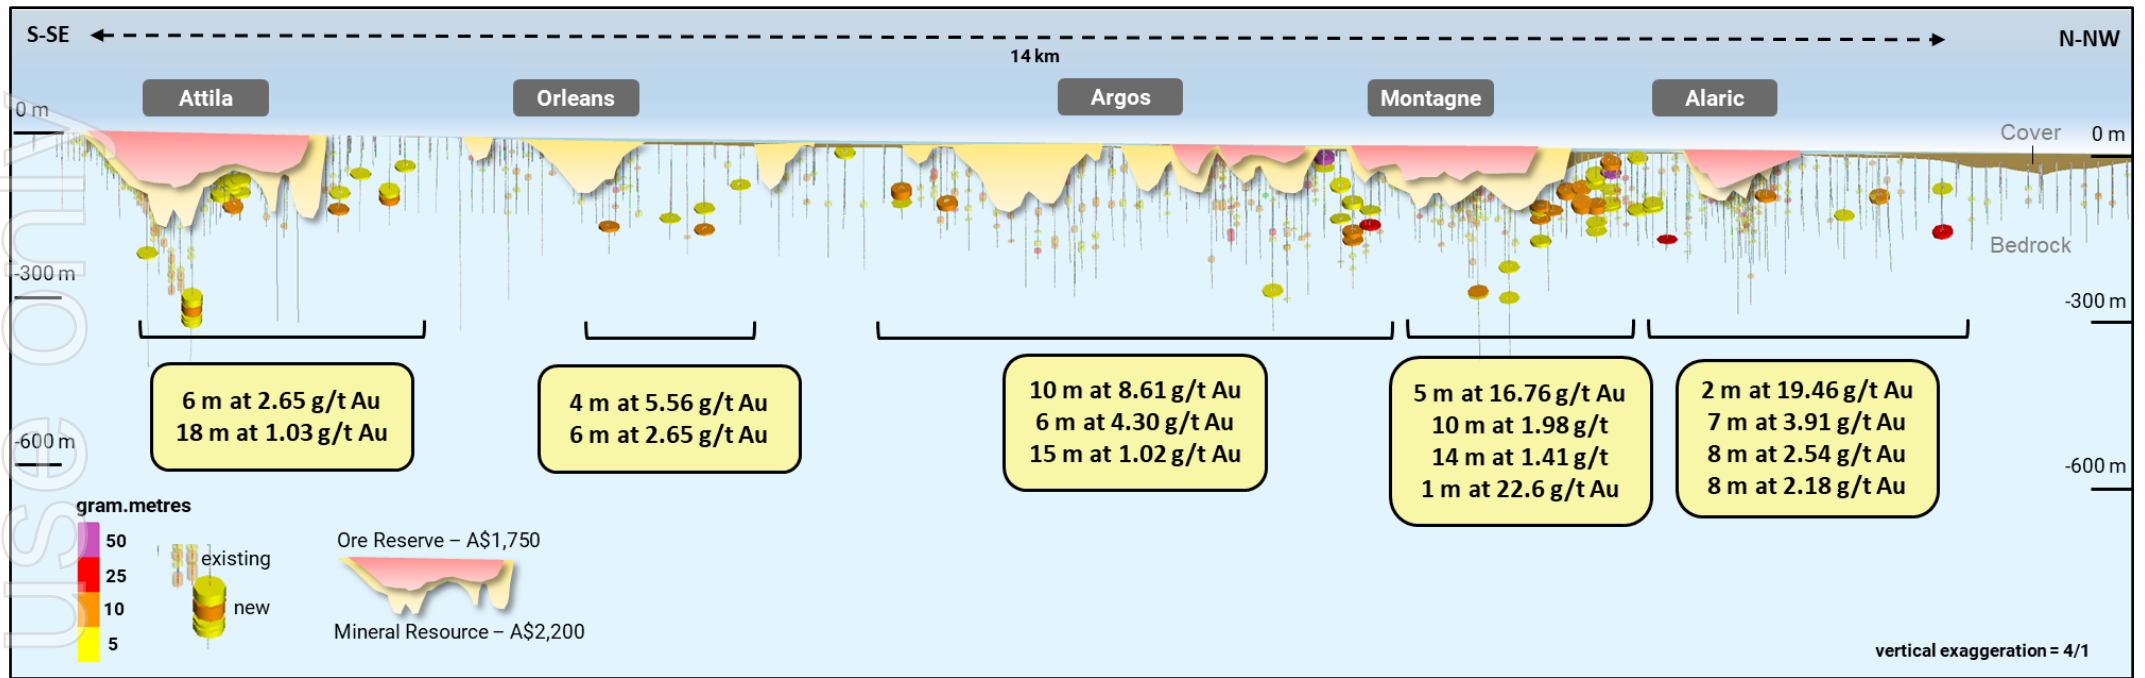 S-SE
14 km
N-NW
Attila
Orleans
Argos
Montagne
Alaric
0 m
Cover
0 m
Bedrock
-300 m
-300 m
6 m at 2.65 g/t Au
18 m at 1.03 g/t Au
4 m at 5.56 g/t Au
6 m at 2.65 g/t Au
10 m at 8.61 g/t Au
6 m at 4.30 g/t Au
15 m at 1.02 g/t Au
5 m at 16.76 g/t Au
10 m at 1.98 g/t
14 m at 1.41 g/t
1 m at 22.6 g/t Au
2 m at 19.46 g/t Au
7 m at 3.91 g/t Au
8 m at 2.54 g/t Au
8 m at 2.18 g/t Au
-600 m
-600 m
gram.metres
50
25
10
5
existing
new
Ore Reserve – A$1,750
Mineral Resource – A$2,200
vertical exaggeration = 4/1
use only